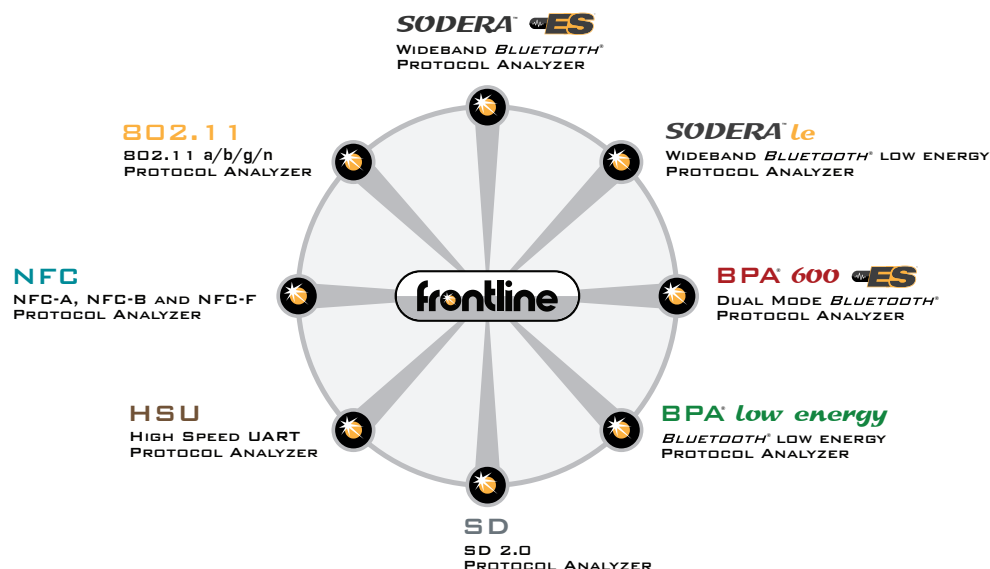 SODERA™ ES
WIDEBAND BLUETOOTH®
PROTOCOL ANALYZER
802.11
802.11 a/b/g/n
PROTOCOL ANALYZER
SODERA™ le
WIDEBAND BLUETOOTH® LOW ENERGY
PROTOCOL ANALYZER
NFC
NFC-A, NFC-B AND NFC-F
PROTOCOL ANALYZER
frontline
BPA® 600 ES
DUAL MODE BLUETOOTH®
PROTOCOL ANALYZER
HSU
HIGH SPEED UART
PROTOCOL ANALYZER
BPA® low energy
BLUETOOTH® LOW ENERGY
PROTOCOL ANALYZER
SD
SD 2.0
PROTOCOL ANALYZER